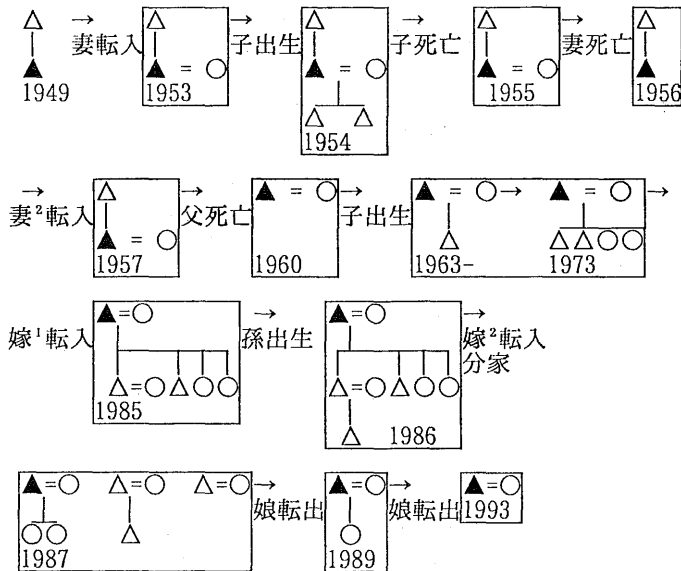 → → → →
妻転入 子出生 子死亡 妻死亡
=
= = =
1949 1953 1954 1955 1956
→ → → → →
= = =
妻²転入 父死亡 子出生
=
1957 1960 1963- 1973
→ →
= =
嫁¹転入 孫出生 嫁²転入
分家
= =
1985 1986
= = = → = → =
娘転出 娘転出 1993
1987 1989